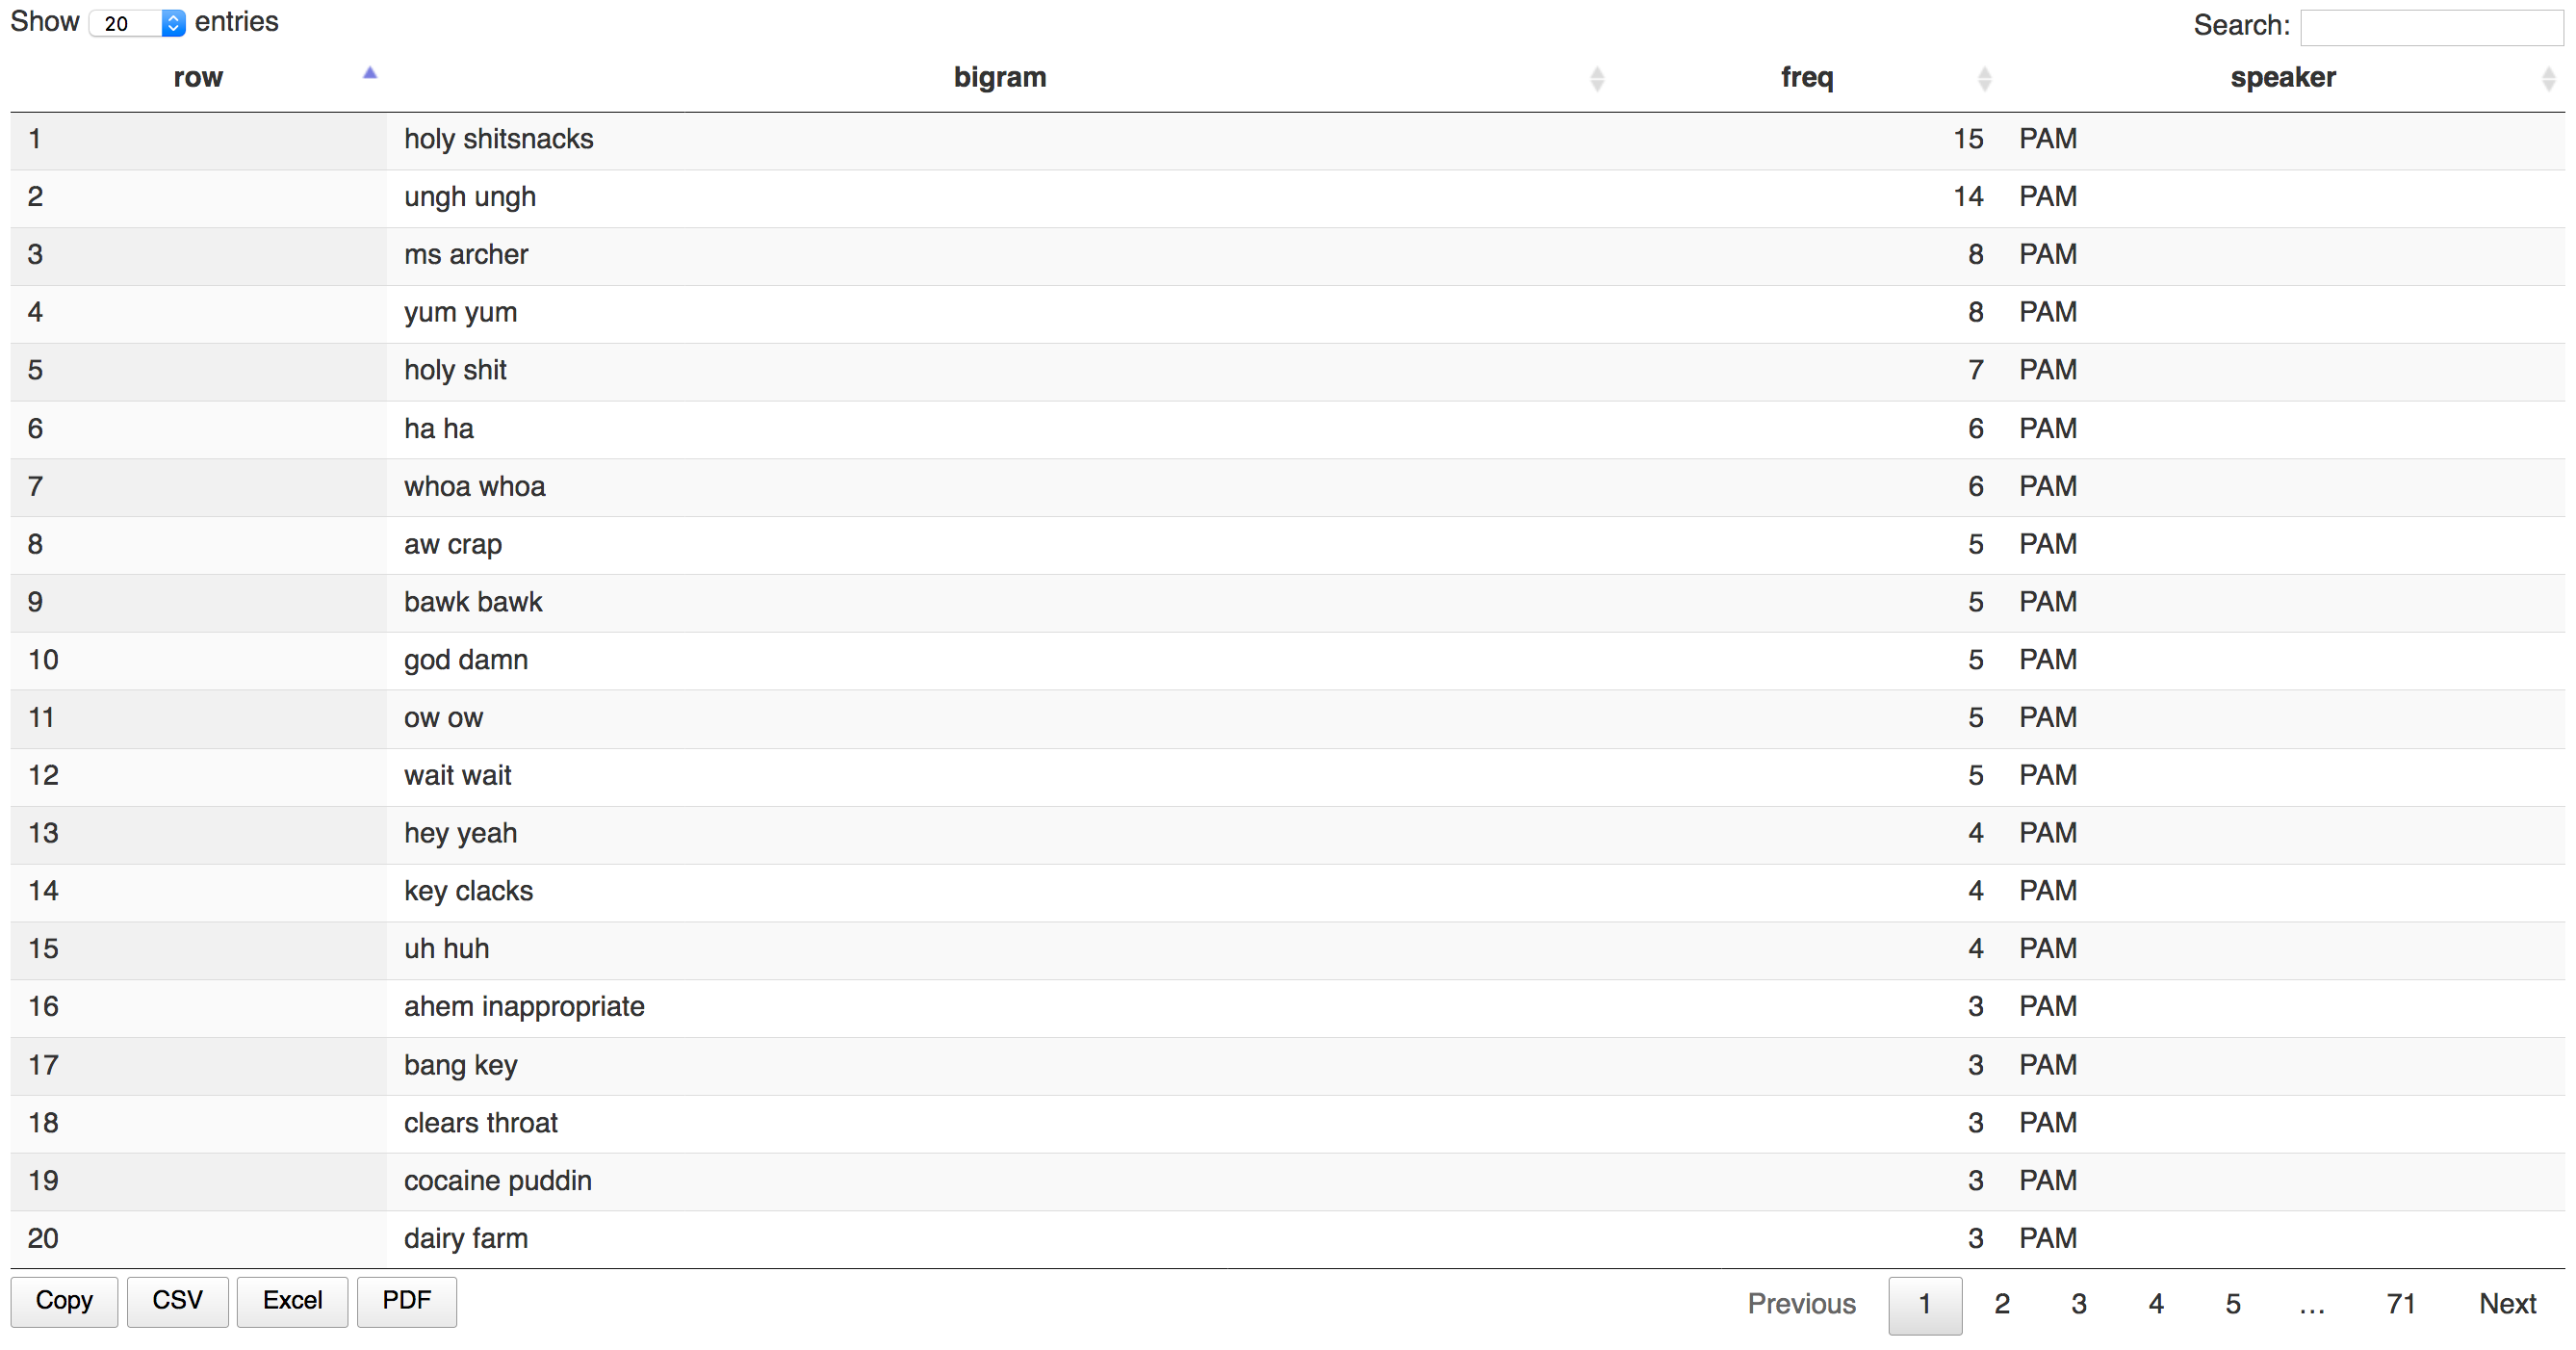 Show 20 entries Search:
row bigram freq speaker
1 holy shitsnacks 15 PAM
2 ungh ungh 14 PAM
3 ms archer 8 PAM
4 yum yum 8 PAM
5 holy shit 7 PAM
6 ha ha 6 PAM
7 whoa whoa 6 PAM
8 aw crap 5 PAM
9 bawk bawk 5 PAM
10 god damn 5 PAM
11 ow ow 5 PAM
12 wait wait 5 PAM
13 hey yeah 4 PAM
14 key clacks 4 PAM
15 uh huh 4 PAM
16 ahem inappropriate 3 PAM
17 bang key 3 PAM
18 clears throat 3 PAM
19 cocaine puddin 3 PAM
20 dairy farm 3 PAM
Copy CSV Excel PDF Previous 1 2 3 4 5 … 71 Next